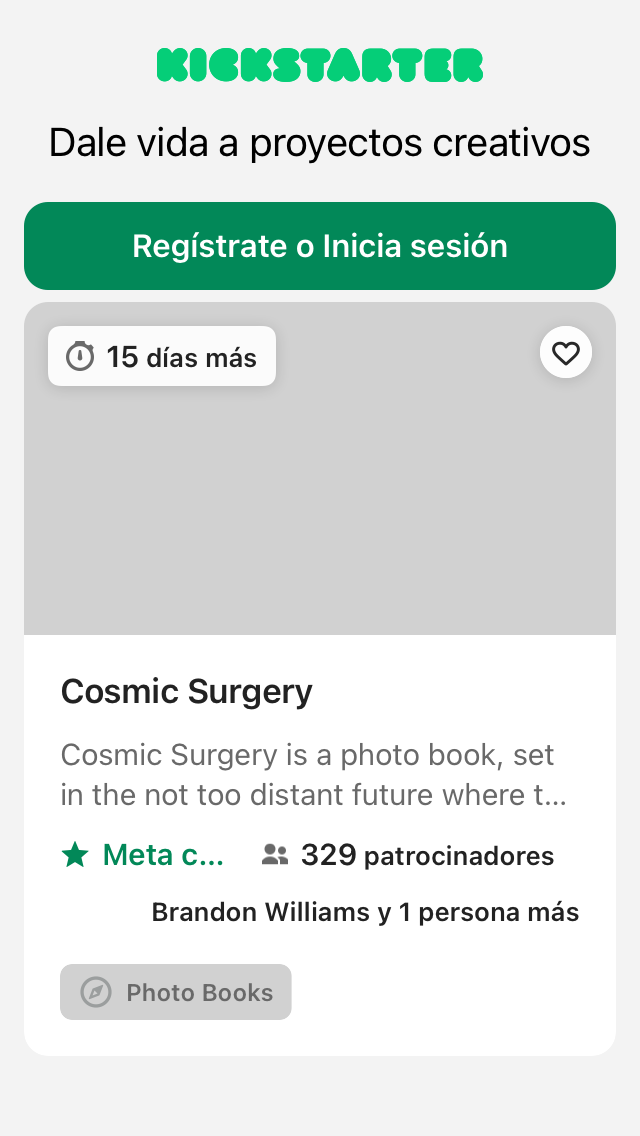 KICKSTARTER
Dale vida a proyectos creativos
Regístrate o Inicia sesión
15 días más
Cosmic Surgery
Cosmic Surgery is a photo book, set
in the not too distant future where t...
Meta c... 329 patrocinadores
Brandon Williams y 1 persona más
Photo Books